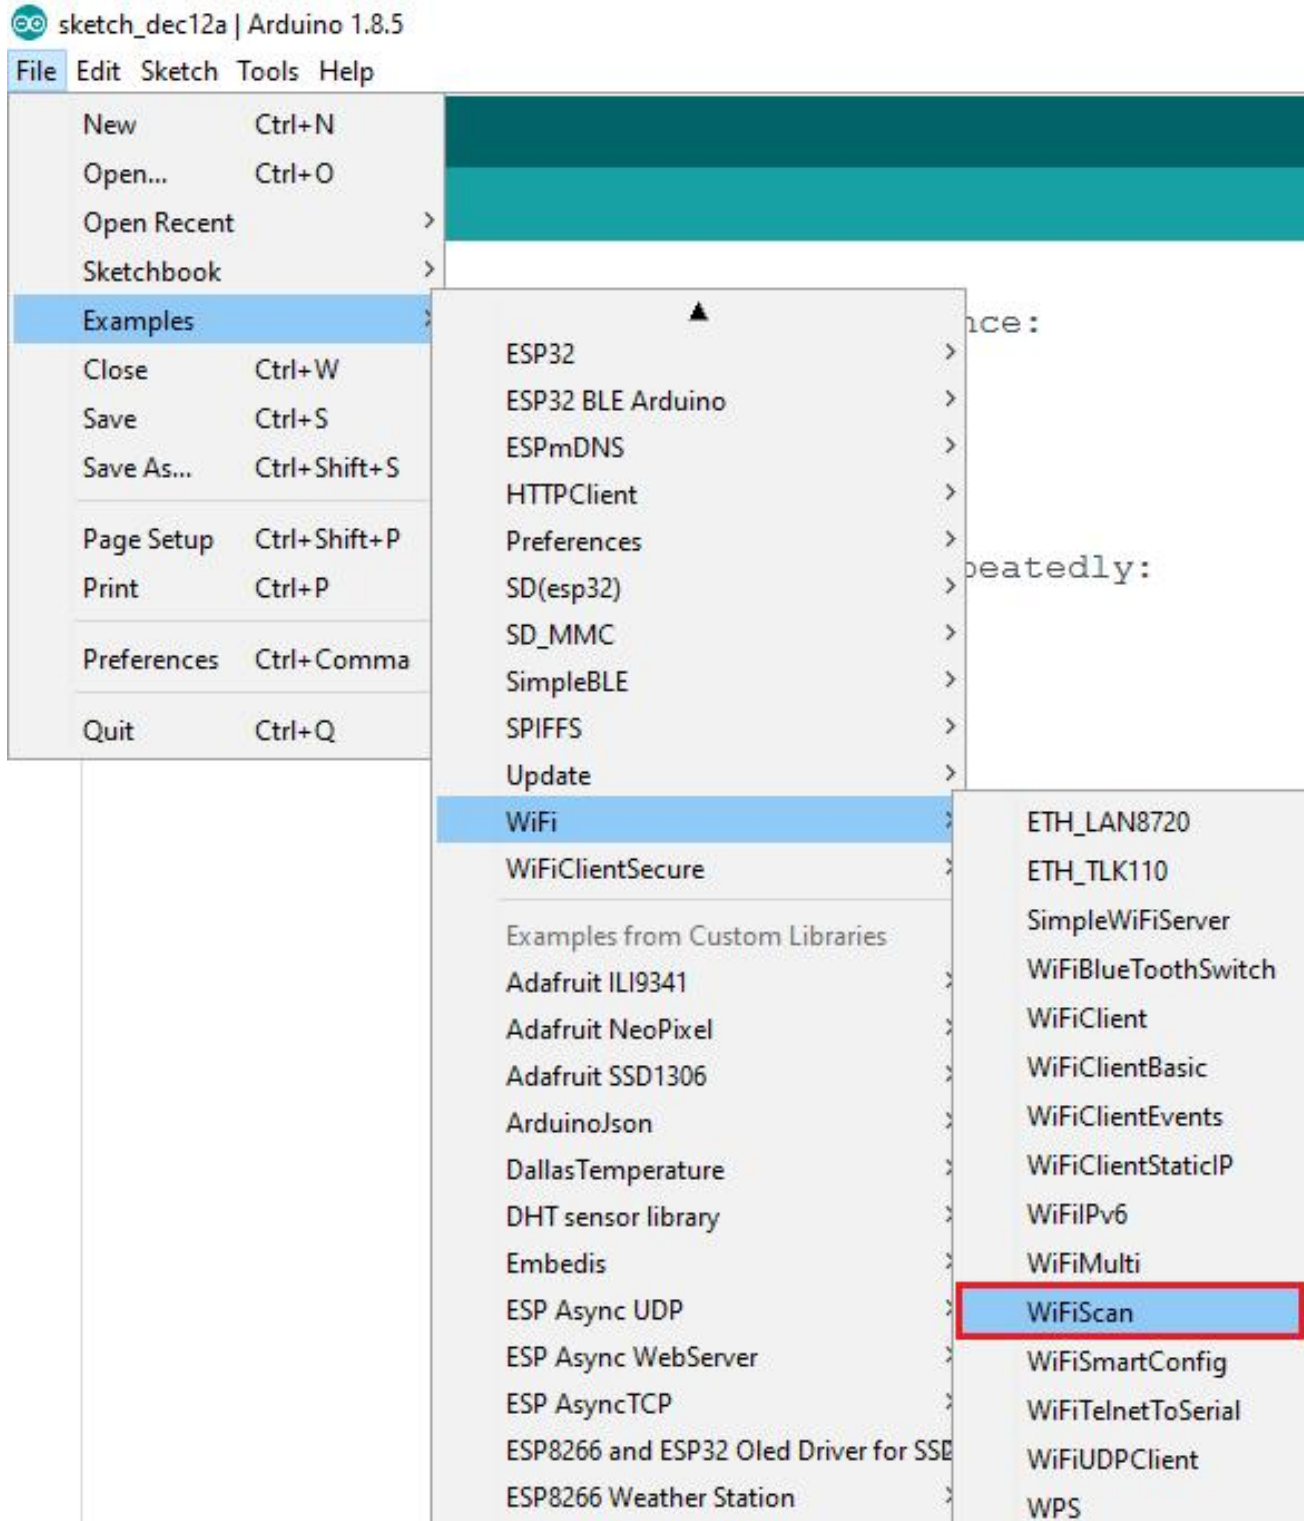 sketch_dec12a | Arduino 1.8.5
File Edit Sketch Tools Help
New Ctrl+N
Open... Ctrl+O
Open Recent
Sketchbook
Examples
Close Ctrl+W
Save Ctrl+S
Save As... Ctrl+Shift+S
Page Setup Ctrl+Shift+P
Print Ctrl+P
Preferences Ctrl+Comma
Quit Ctrl+Q
ESP32
ESP32 BLE Arduino
ESPmDNS
HTTPClient
Preferences
SD(esp32)
SD_MMC
SimpleBLE
SPIFFS
Update
WiFi
WiFiClientSecure
Examples from Custom Libraries
Adafruit ILI9341
Adafruit NeoPixel
Adafruit SSD1306
ArduinoJson
DallasTemperature
DHT sensor library
Embedis
ESP Async UDP
ESP Async WebServer
ESP AsyncTCP
ESP8266 and ESP32 Oled Driver for SSD
ESP8266 Weather Station
nce:
peatedly:
ETH_LAN8720
ETH_TLK110
SimpleWiFiServer
WiFiBlueToothSwitch
WiFiClient
WiFiClientBasic
WiFiClientEvents
WiFiClientStaticIP
WiFiIPv6
WiFiMulti
WiFiScan
WiFiSmartConfig
WiFiTelnetToSerial
WiFiUDPClient
WPS